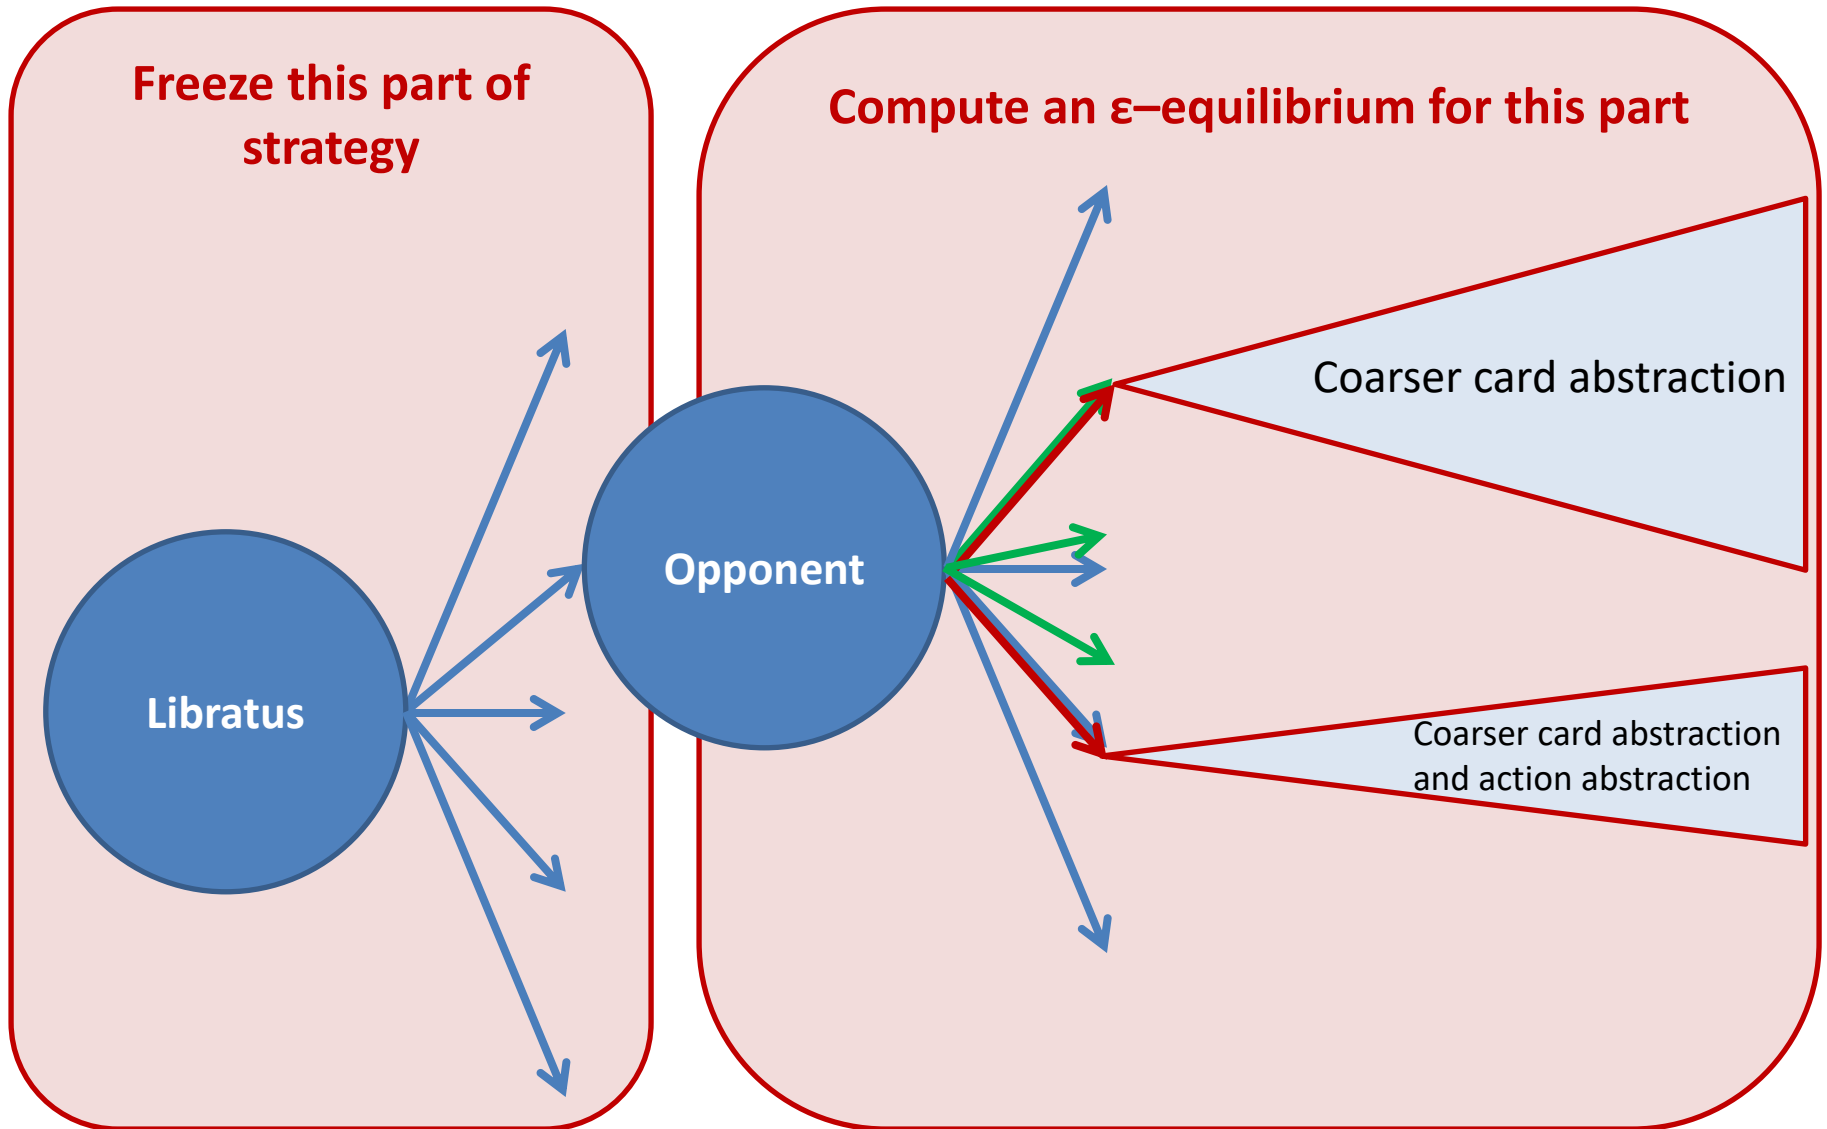 Freeze this part of
strategy
Compute an ε–equilibrium for this part
Coarser card abstraction
Opponent
Libratus
Coarser card abstraction
and action abstraction